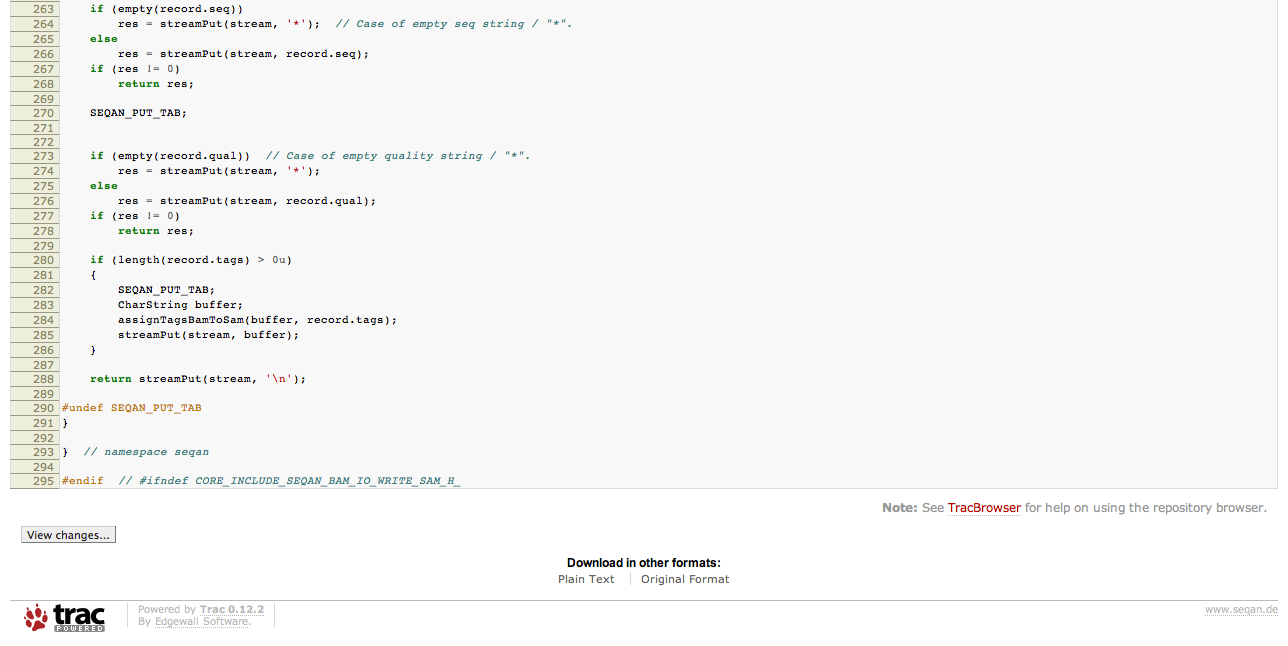 263 if (empty(record.seq))
264 res = streamPut(stream, '*'); // Case of empty seq string / "*".
265 else
266 res = streamPut(stream, record.seq);
267 if (res != 0)
268 return res;
269
270 SEQAN_PUT_TAB;
271
272
273 if (empty(record.qual)) // Case of empty quality string / "*".
274 res = streamPut(stream, '*');
275 else
276 res = streamPut(stream, record.qual);
277 if (res != 0)
278 return res;
279
280 if (length(record.tags) > 0u)
281 {
282 SEQAN_PUT_TAB;
283 CharString buffer;
284 assignTagsBamToSam(buffer, record.tags);
285 streamPut(stream, buffer);
286 }
287
288 return streamPut(stream, '\n');
289
290 #undef SEQAN_PUT_TAB
291 }
292
293 } // namespace seqan
294
295 #endif // #ifndef CORE_INCLUDE_SEQAN_BAM_IO_WRITE_SAM_H_
Note: See TracBrowser for help on using the repository browser.
View changes...
Download in other formats:
Plain Text Original Format
trac POWERED
Powered by Trac 0.12.2
By Edgewall Software.
www.seqan.de